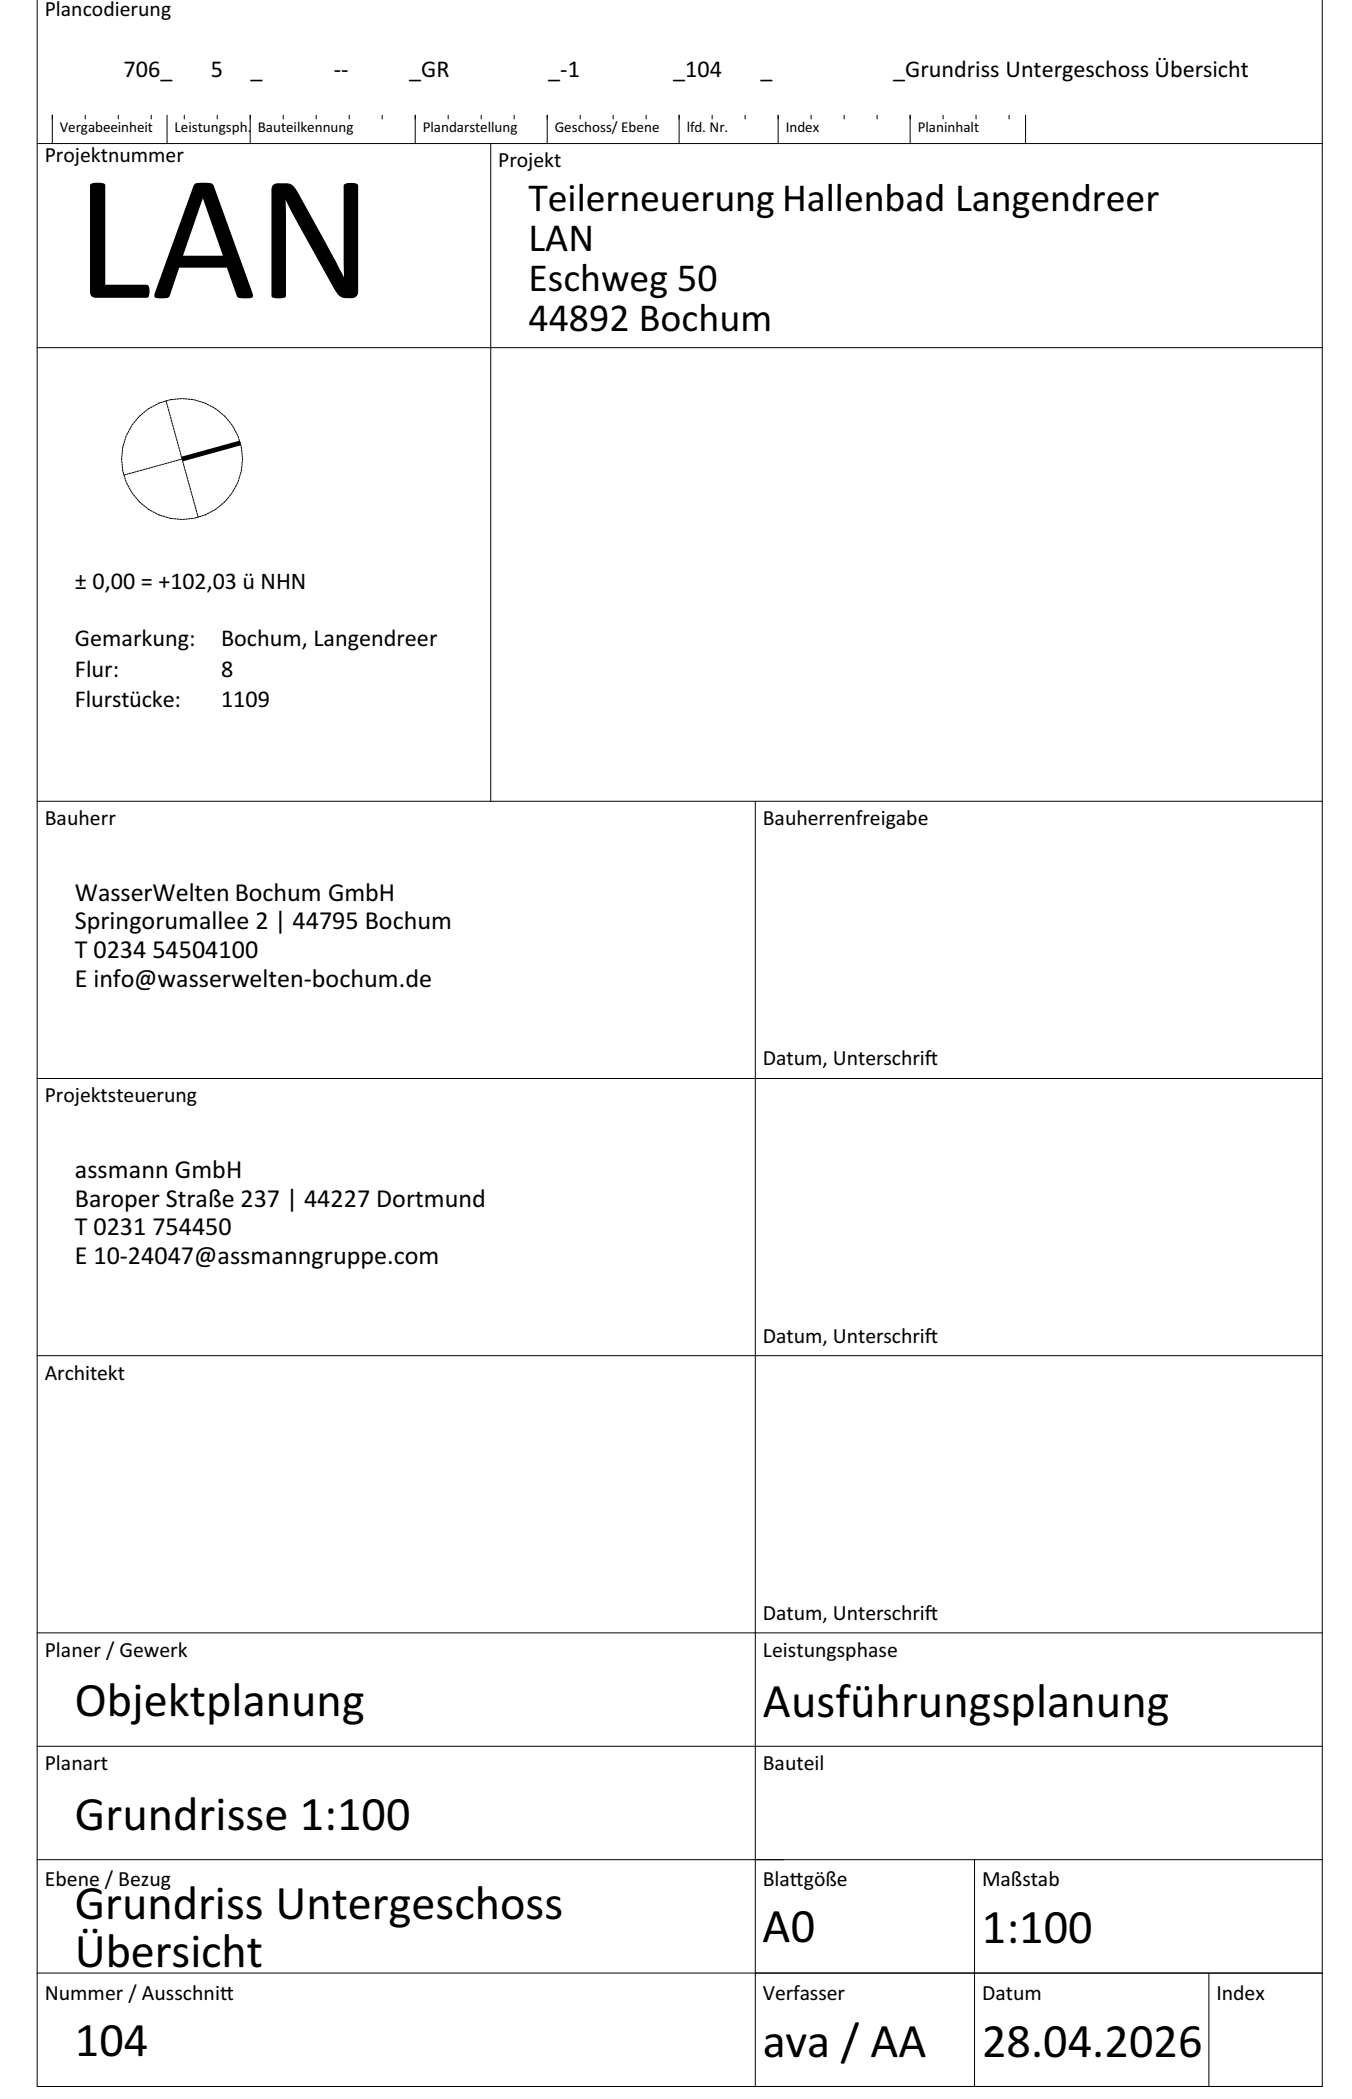 Plancodierung
706_ 5 _ -- _GR _-1 _104 _ _Grundriss Untergeschoss Übersicht
Vergabeeinheit Leistungsph. Bauteilkennung Plandarstellung Geschoss/ Ebene lfd. Nr. Index Planinhalt
Projektnummer
LAN
Projekt
Teilerneuerung Hallenbad Langendreer
LAN
Eschweg 50
44892 Bochum
± 0,00 = +102,03 ü NHN
Gemarkung: Bochum, Langendreer
Flur: 8
Flurstücke: 1109
Bauherr
WasserWelten Bochum GmbH
Springorumallee 2 | 44795 Bochum
T 0234 54504100
E info@wasserwelten-bochum.de
Bauherrenfreigabe
Datum, Unterschrift
Projektsteuerung
assmann GmbH
Baroper Straße 237 | 44227 Dortmund
T 0231 754450
E 10-24047@assmanngruppe.com
Datum, Unterschrift
Architekt
Datum, Unterschrift
Planer / Gewerk
Objektplanung
Leistungsphase
Ausführungsplanung
Planart
Grundrisse 1:100
Bauteil
Ebene / Bezug
Grundriss Untergeschoss
Übersicht
Blattgöße
A0
Maßstab
1:100
Nummer / Ausschnitt
104
Verfasser
ava / AA
Datum
28.04.2026
Index